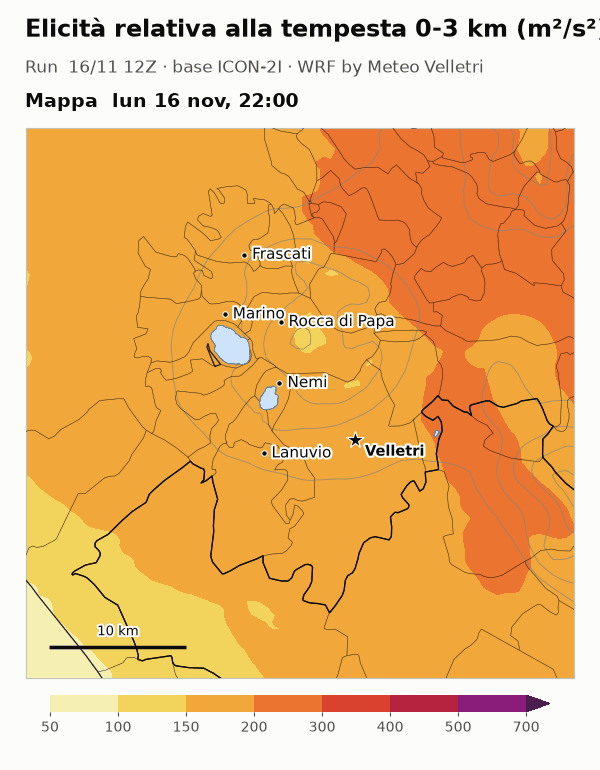 Elicità relativa alla tempesta 0-3 km (m²/s²)
Run 16/11 12Z · base ICON-2I · WRF by Meteo Velletri
Mappa lun 16 nov, 22:00
Frascati
Marino
Rocca di Papa
Nemi
Velletri
Lanuvio
10 km
50 100 150 200 300 400 500 700